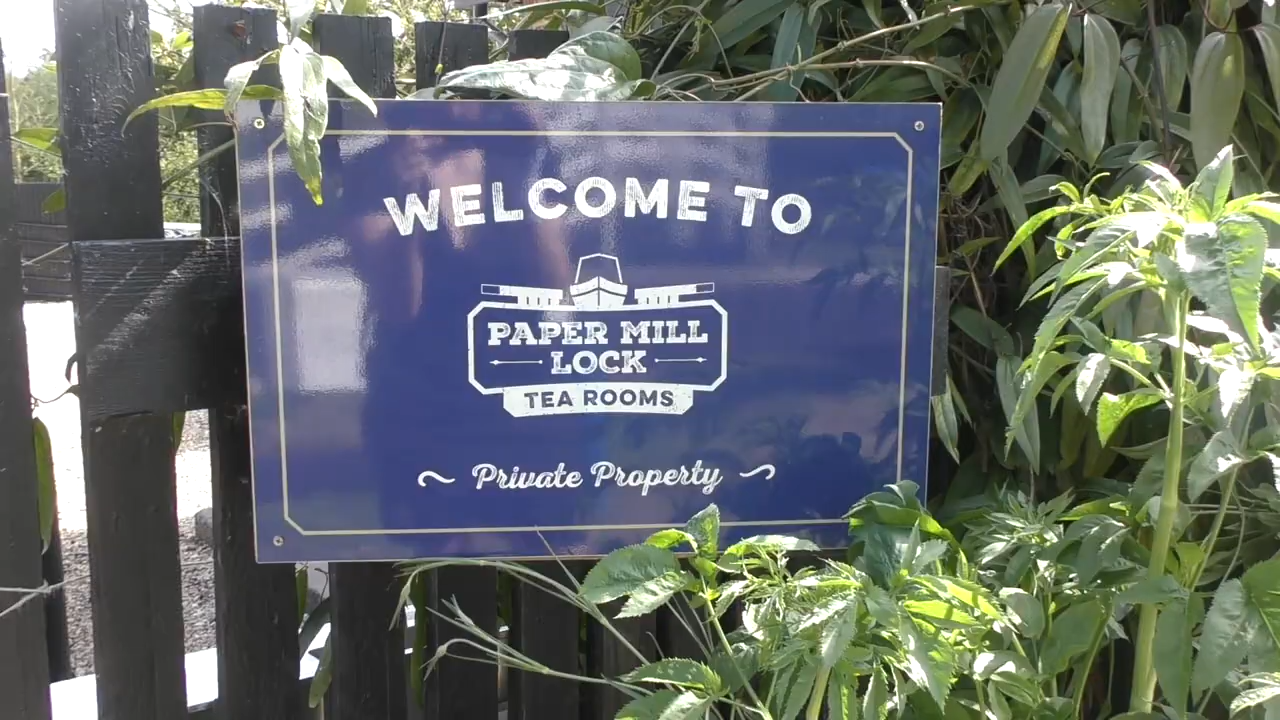 WELCOME TO
PAPER MILL
LOCK
TEA ROOMS
~ Private Property ~